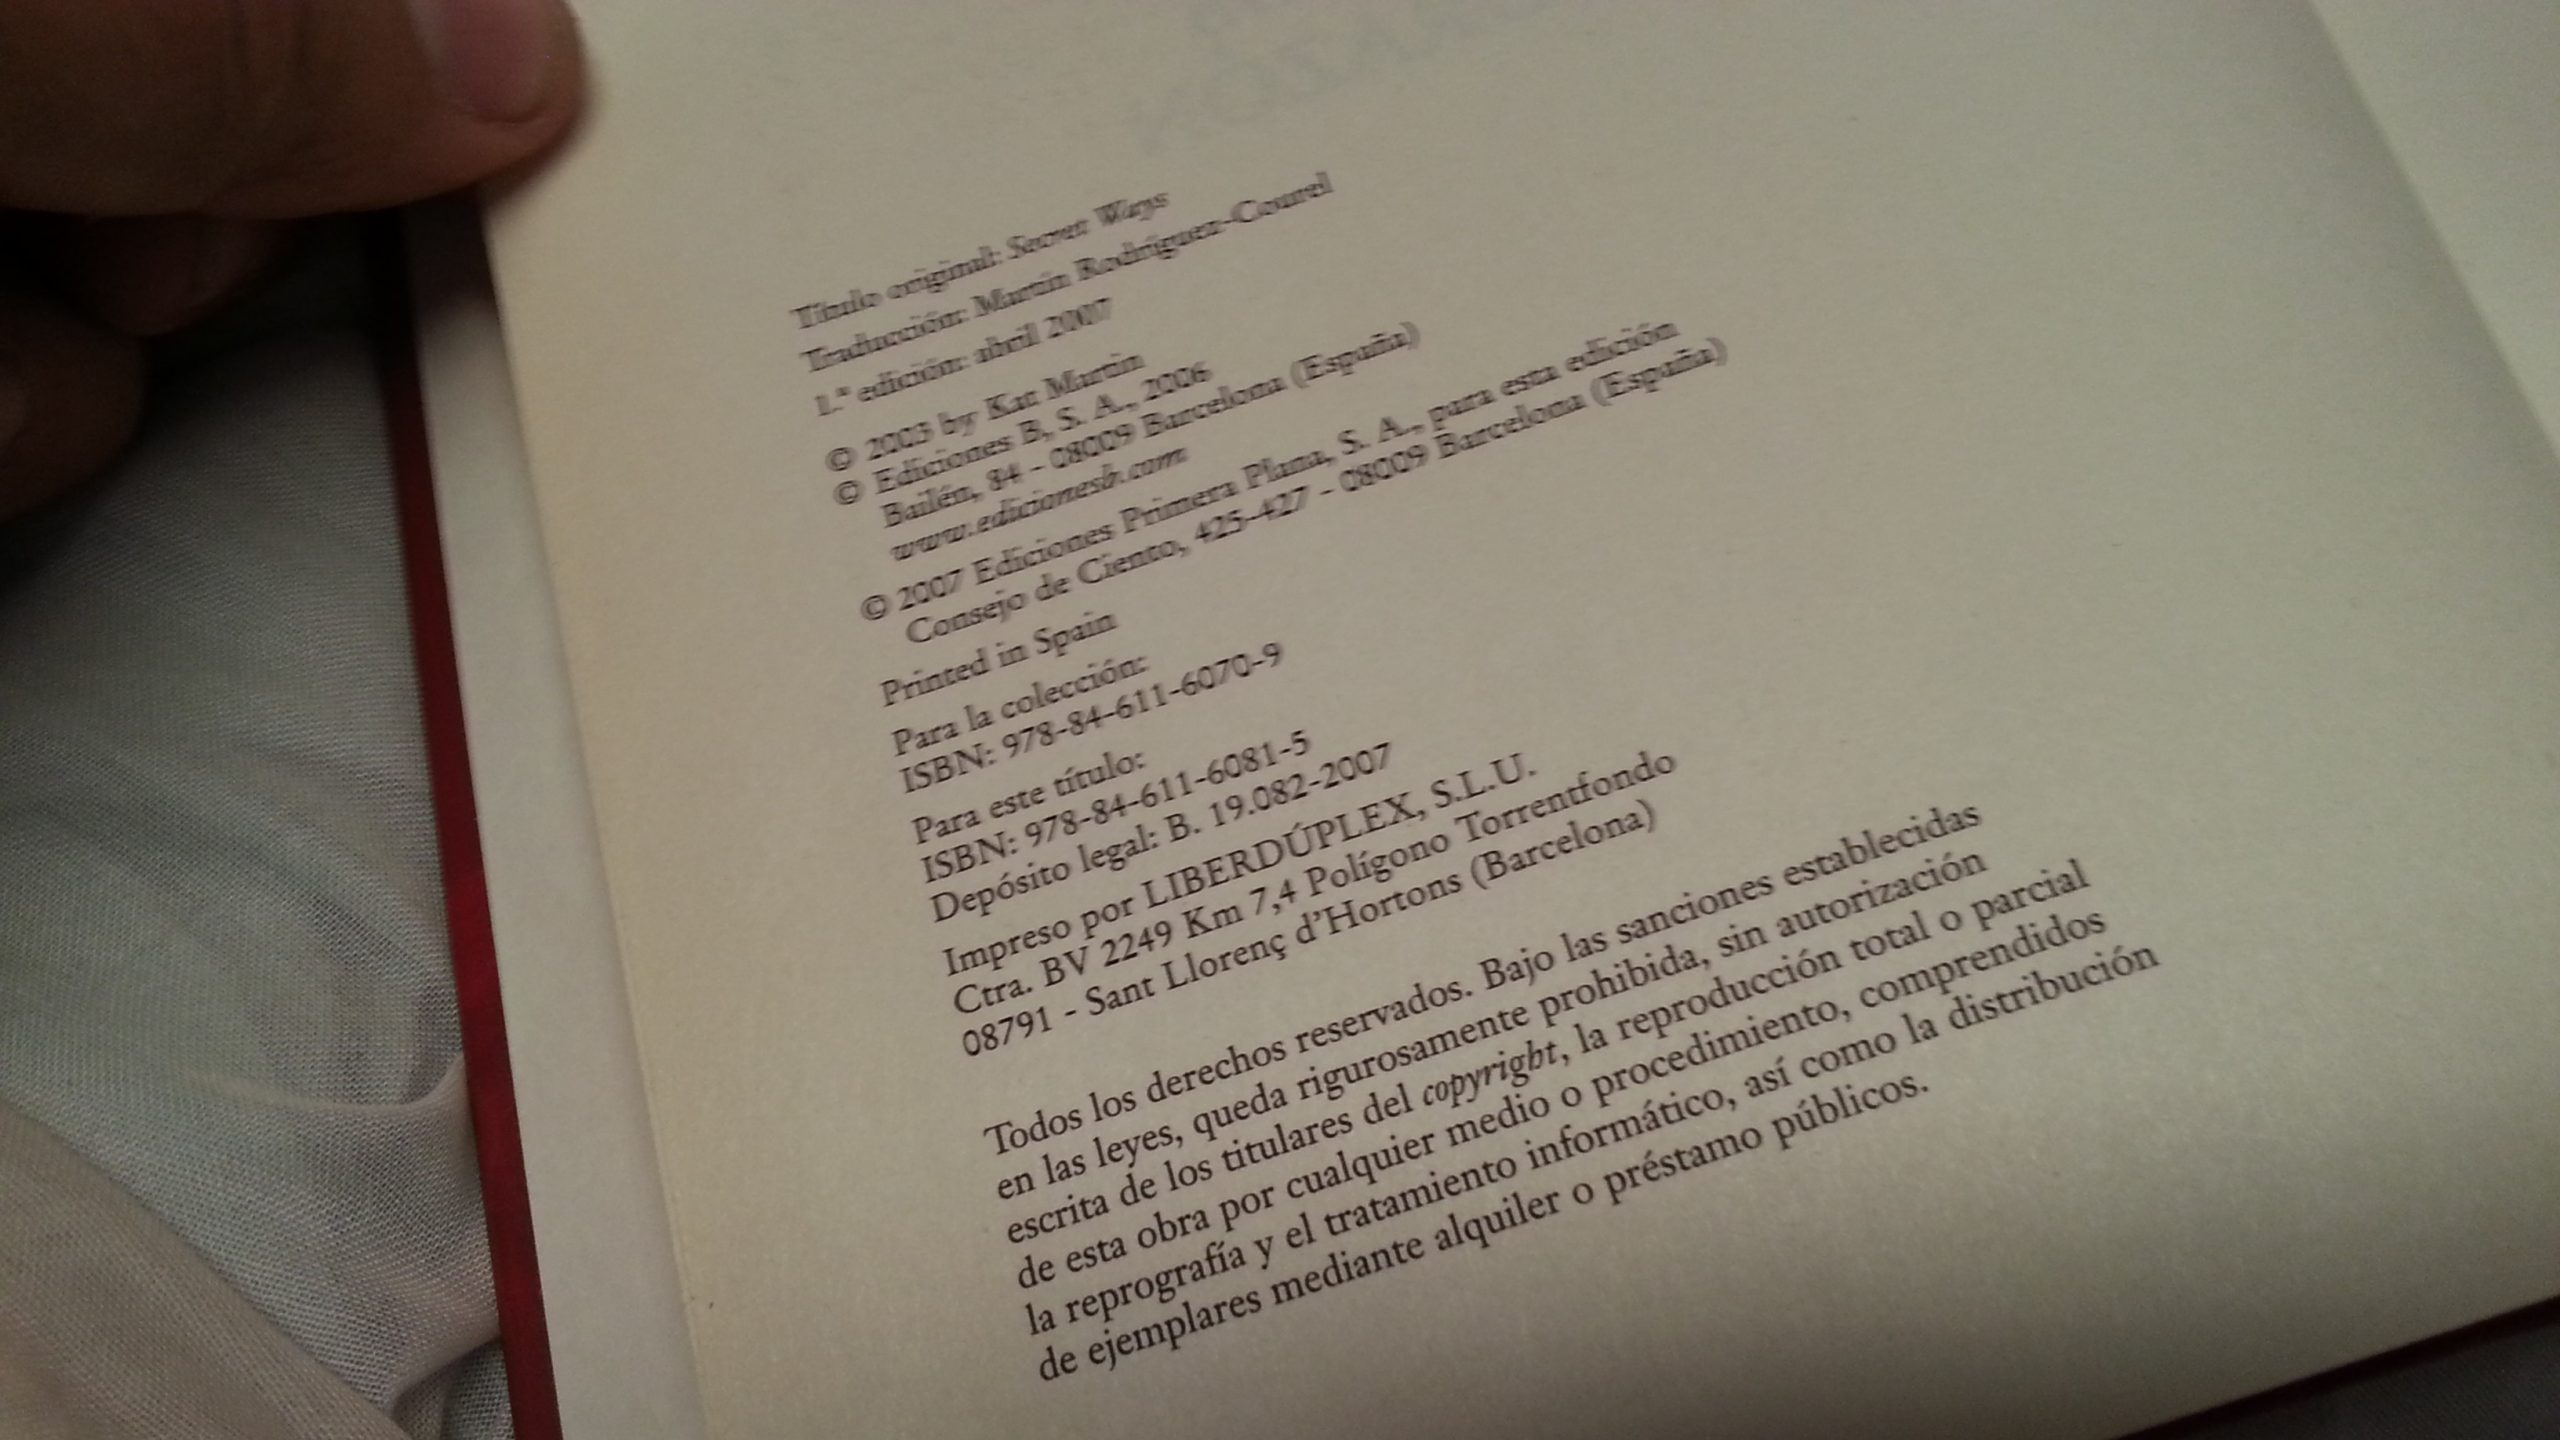 Título original: Secret Ways
Traducción: Martín Rodríguez-Courel
1.ª edición: abril 2007
© 2003 by Kat Martin
© Ediciones B, S. A., 2006
Bailén, 84 - 08009 Barcelona (España)
www.edicionesb.com
© 2007 Ediciones Primera Plana, S. A., para esta edición
Consejo de Ciento, 425-427 - 08009 Barcelona (España)
Printed in Spain
Para la colección:
ISBN: 978-84-611-6070-9
Para este título:
ISBN: 978-84-611-6081-5
Depósito legal: B. 19.082-2007
Impreso por LIBERDÚPLEX, S.L.U.
Ctra. BV 2249 Km 7,4 Polígono Torrentfondo
08791 - Sant Llorenç d'Hortons (Barcelona)
Todos los derechos reservados. Bajo las sanciones establecidas
en las leyes, queda rigurosamente prohibida, sin autorización
escrita de los titulares del copyright, la reproducción total o parcial
de esta obra por cualquier medio o procedimiento, comprendidos
la reprografía y el tratamiento informático, así como la distribución
de ejemplares mediante alquiler o préstamo públicos.